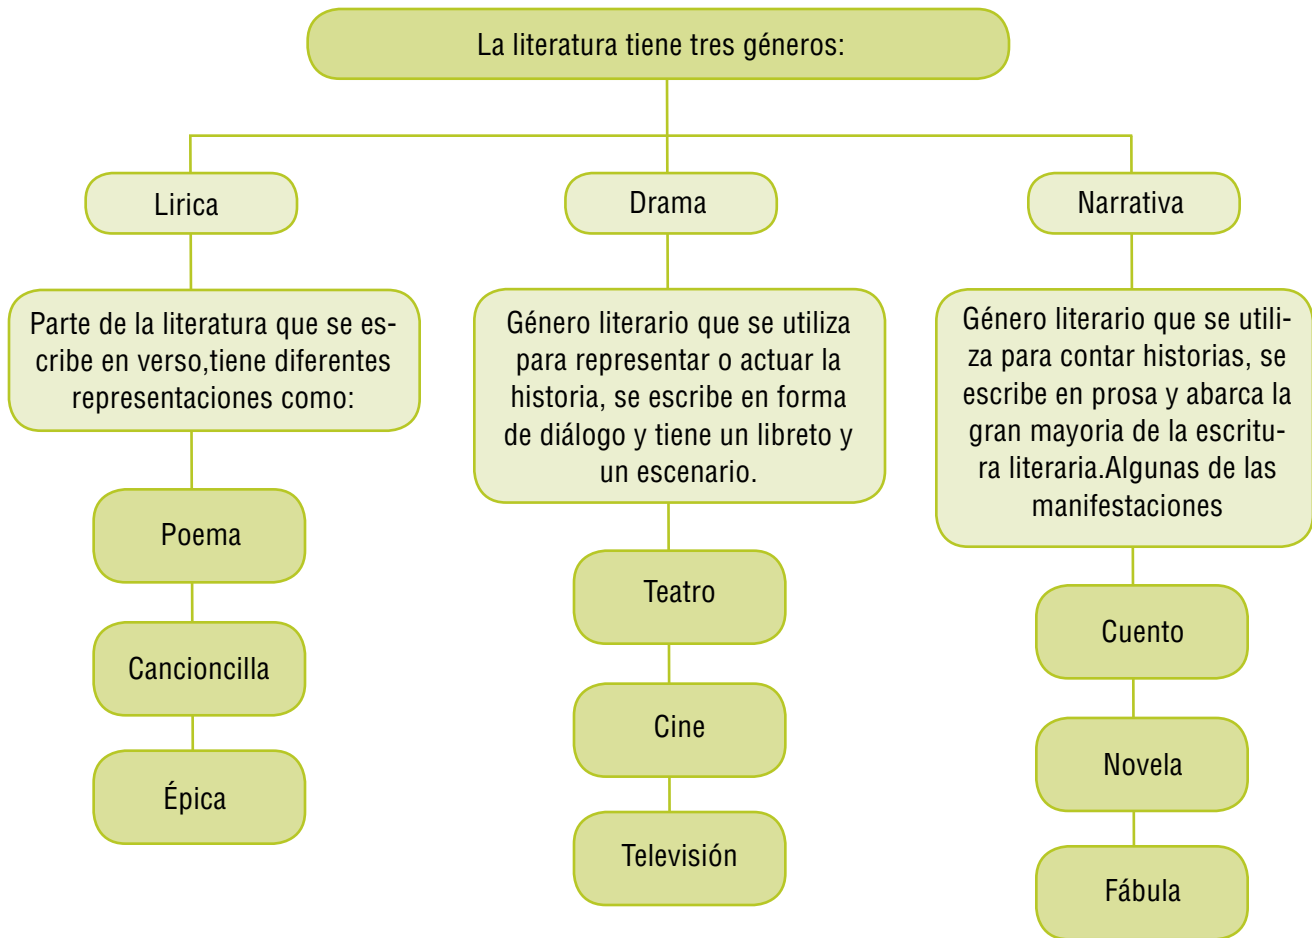 La literatura tiene tres géneros:
Lirica
Parte de la literatura que se es-
cribe en verso,tiene diferentes
representaciones como:
Poema
Cancioncilla
Épica
Drama
Género literario que se utiliza
para representar o actuar la
historia, se escribe en forma
de diálogo y tiene un libreto y
un escenario.
Teatro
Cine
Televisión
Narrativa
Género literario que se utili-
za para contar historias, se
escribe en prosa y abarca la
gran mayoria de la escritu-
ra literaria.Algunas de las
manifestaciones
Cuento
Novela
Fábula